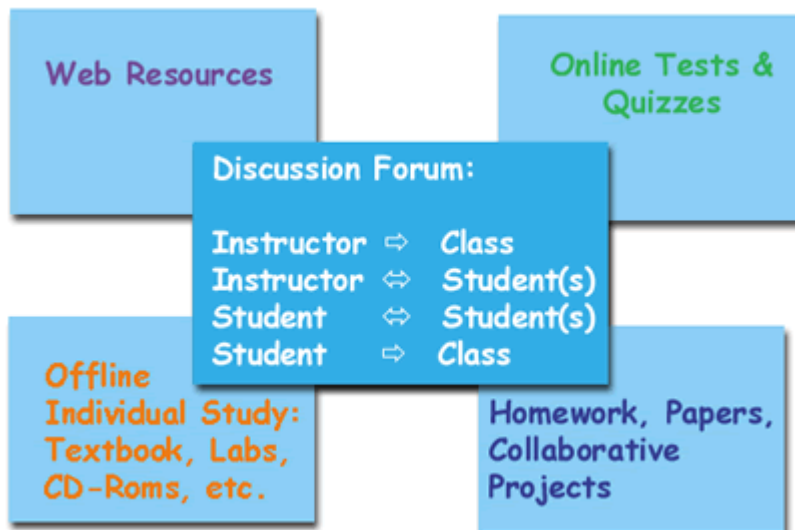 Web Resources
Online Tests &
Quizzes
Discussion Forum:
Instructor ⇨ Class
Instructor ⬄ Student(s)
Student ⬄ Student(s)
Student ⇨ Class
Offline
Individual Study:
Textbook, Labs,
CD-Roms, etc.
Homework, Papers,
Collaborative
Projects